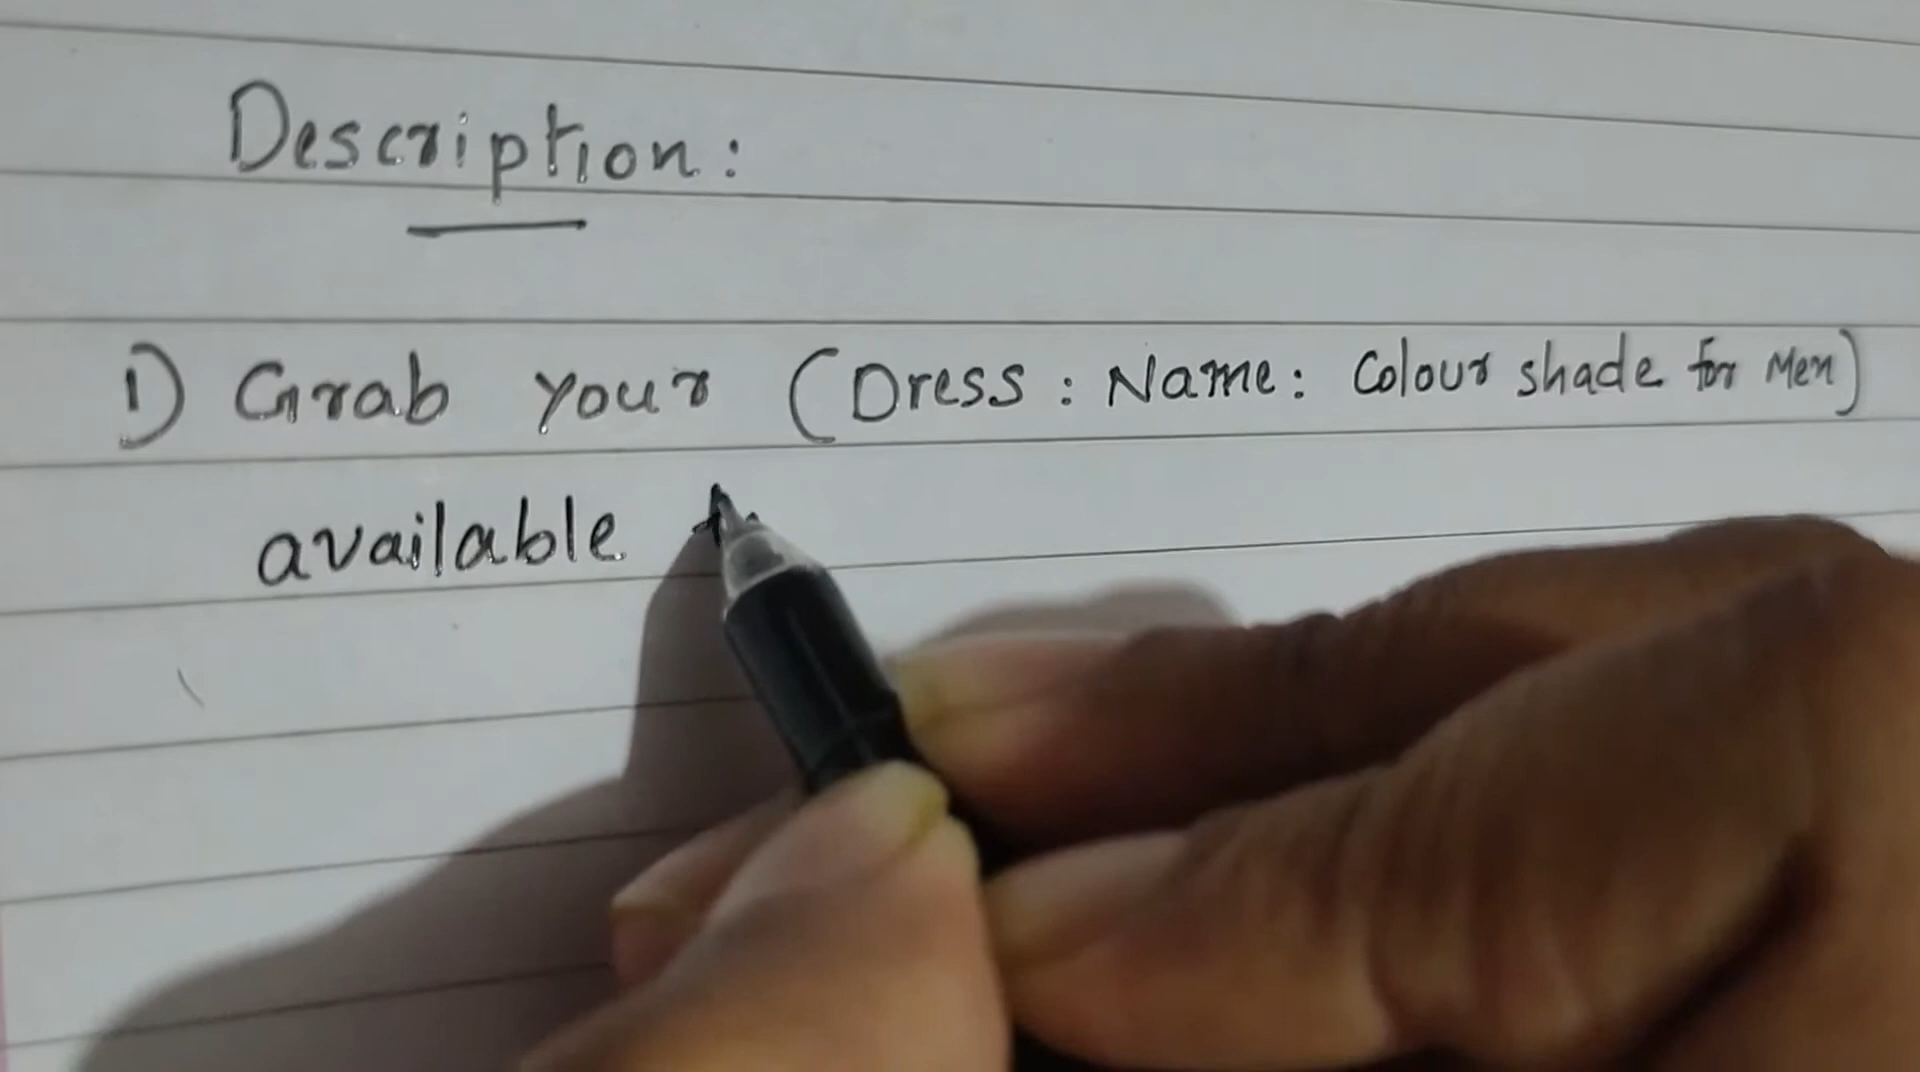 Description:
1) Grab your (Dress: Name: Colour shade for Men)
available